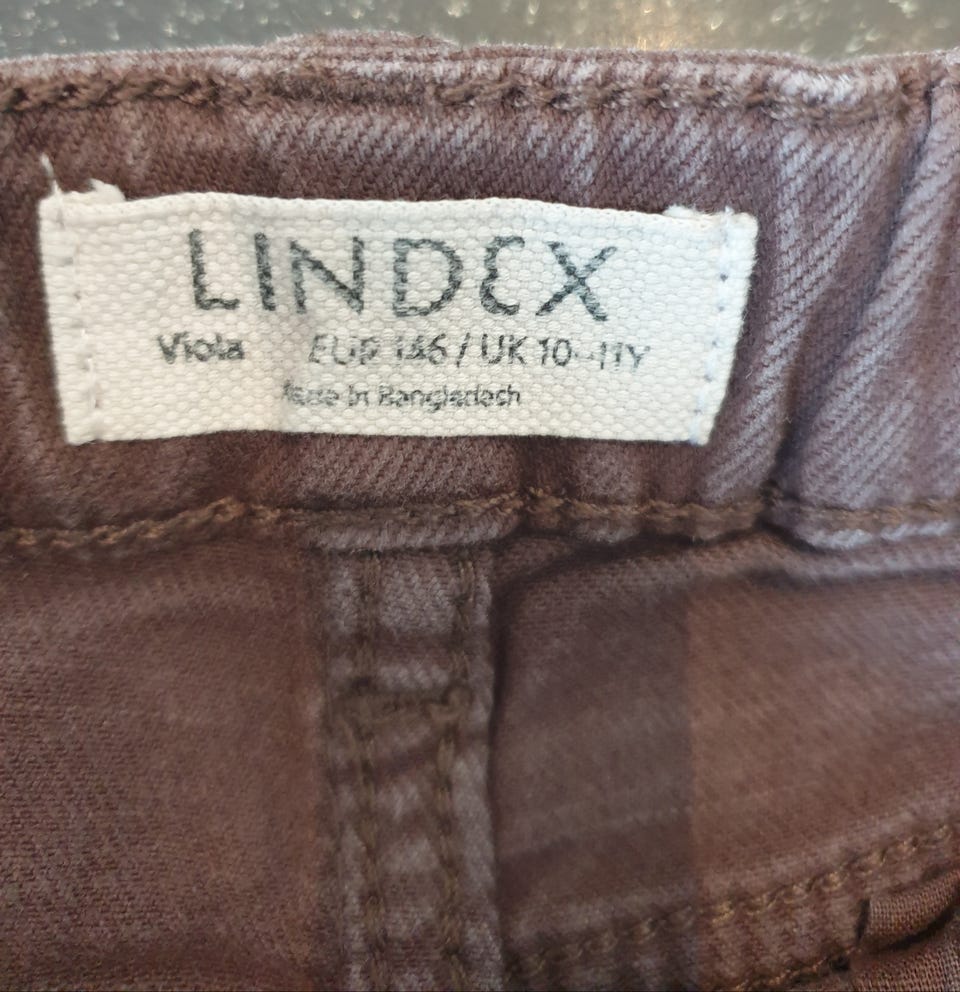 LINDEX
Viola EUR 146 / UK 10-11Y
Made in Bangladesh